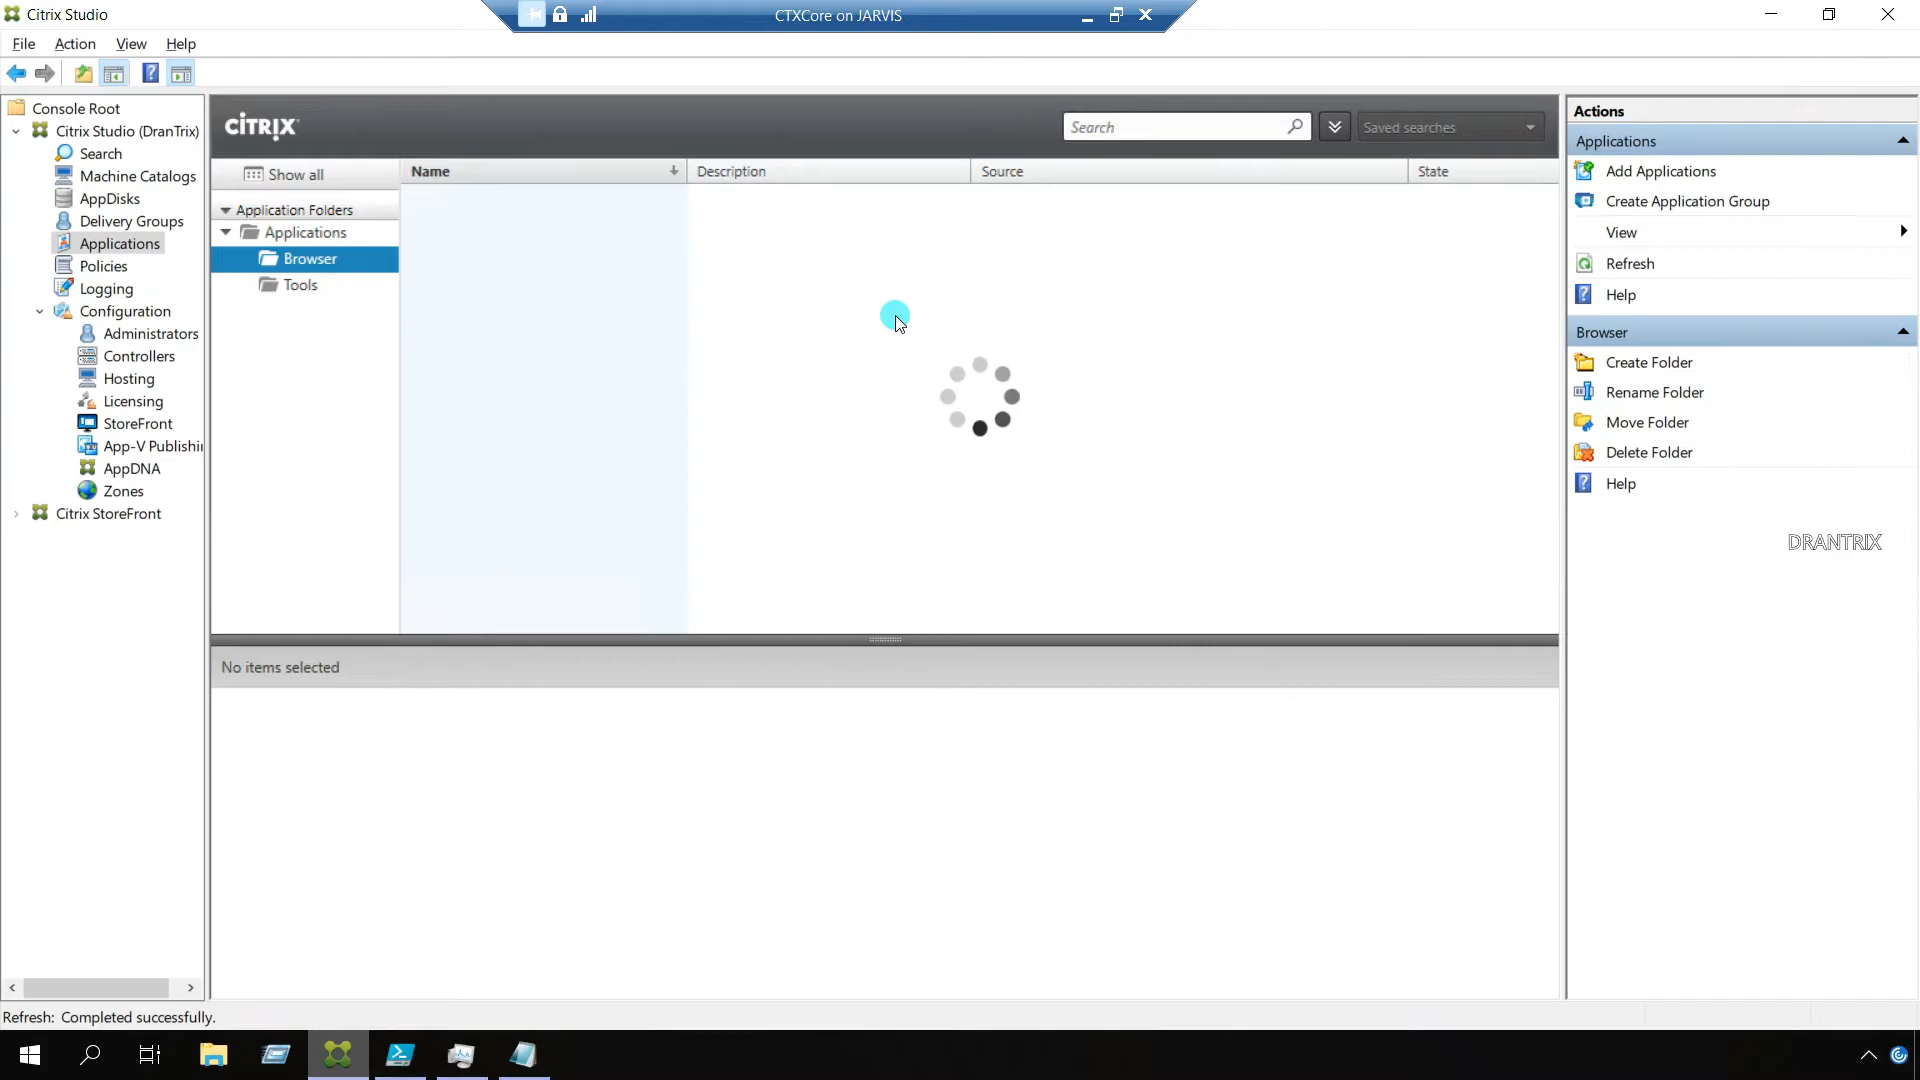 Citrix Studio
CTXCore on JARVIS
File Action View Help
Console Root
Citrix Studio (DranTrix)
Search
Machine Catalogs
AppDisks
Delivery Groups
Applications
Policies
Logging
Configuration
Administrators
Controllers
Hosting
Licensing
StoreFront
App-V Publishi
AppDNA
Zones
Citrix StoreFront
CITRIX
Search
Saved searches
Show all
Name Description Source State
Application Folders
Applications
Browser
Tools
No items selected
Actions
Applications
Add Applications
Create Application Group
View
Refresh
Help
Browser
Create Folder
Rename Folder
Move Folder
Delete Folder
Help
DRANTRIX
Refresh: Completed successfully.